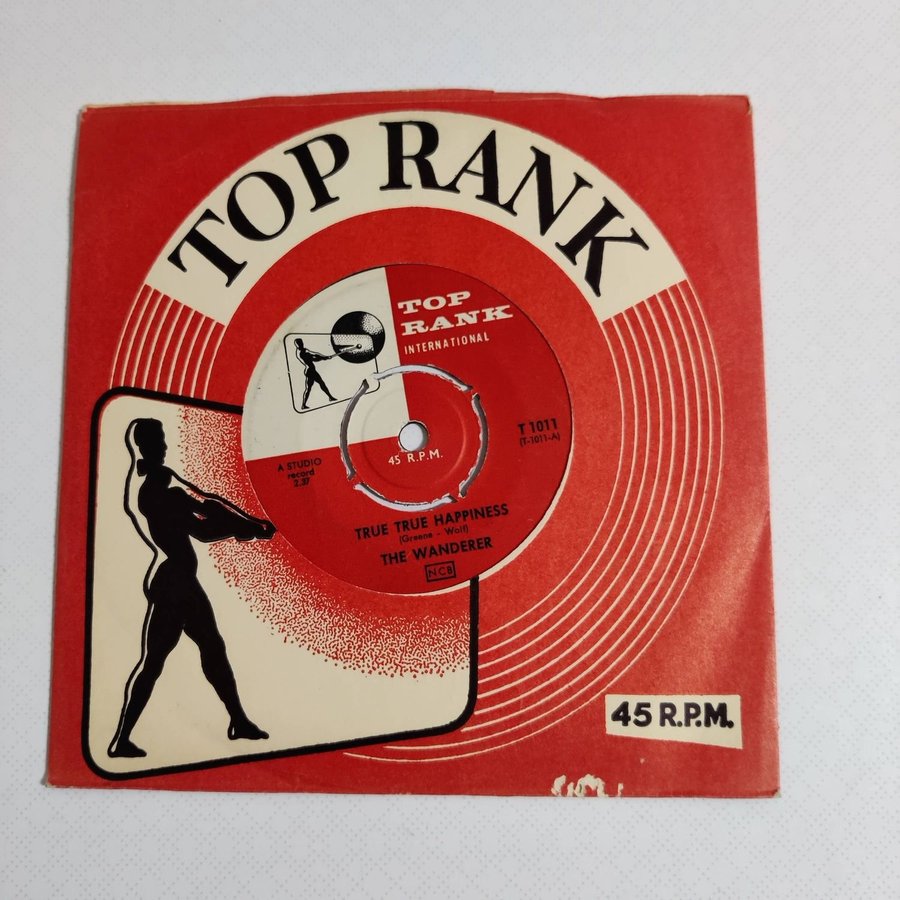 TOP RANK
TOP
RANK
INTERNATIONAL
T 1011
(T-1011-A)
A STUDIO
record
2.37
45 R.P.M.
TRUE TRUE HAPPINESS
(Greene - Wolf)
THE WANDERER
NCB
45 R.P.M.